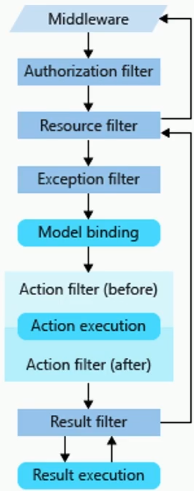 Middleware
Authorization filter
Resource filter
Exception filter
Model binding
Action filter (before)
Action execution
Action filter (after)
Result filter
Result execution